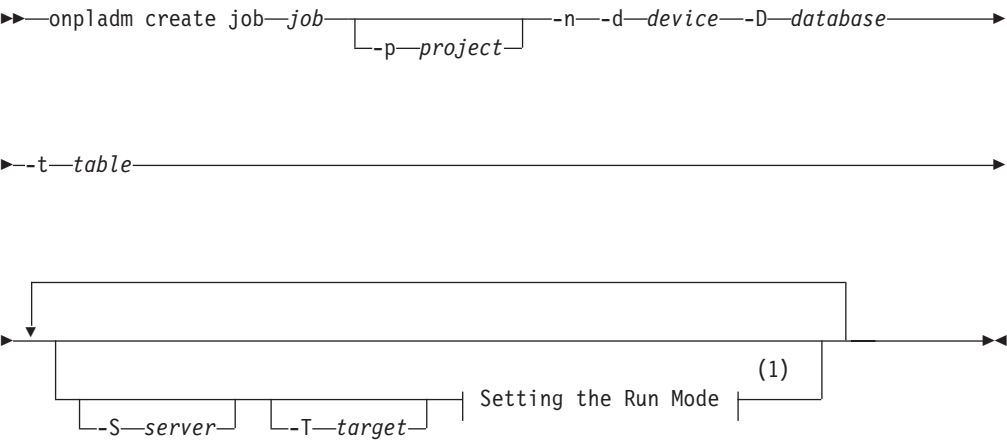 onpladm create job job -n -d device -D database
-p project
-t table
(1)
Setting the Run Mode
-S server -T target